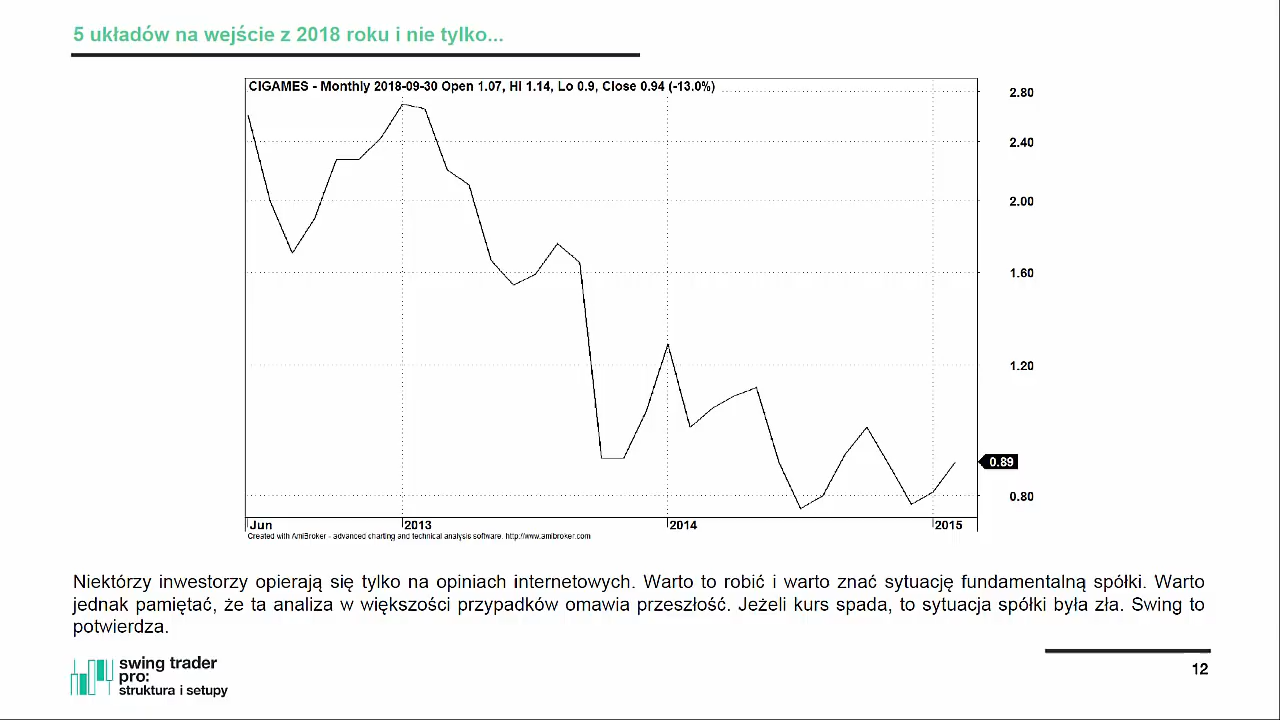 5 układów na wejście z 2018 roku i nie tylko...
CIGAMES - Monthly 2018-09-30 Open 1.07, Hi 1.14, Lo 0.9, Close 0.94 (-13.0%)
2.80
2.40
2.00
1.60
1.20
0.89
0.80
Jun 2013 2014 2015
Created with AmiBroker - advanced charting and technical analysis software. http://www.amibroker.com
Niektórzy inwestorzy opierają się tylko na opiniach internetowych. Warto to robić i warto znać sytuację fundamentalną spółki. Warto
jednak pamiętać, że ta analiza w większości przypadków omawia przeszłość. Jeżeli kurs spada, to sytuacja spółki była zła. Swing to
potwierdza.
swing trader
pro:
struktura i setupy
12